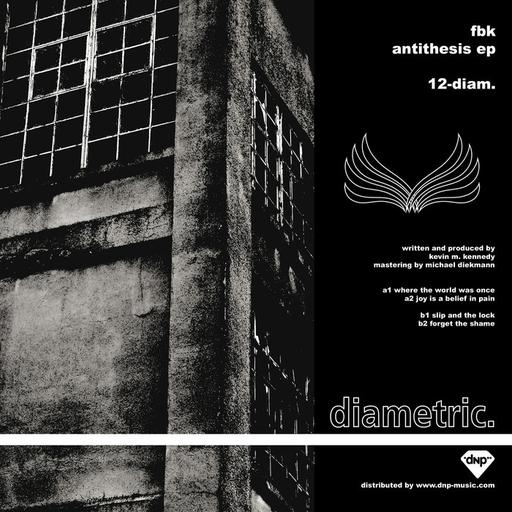 fbk
antithesis ep
12-diam.
written and produced by
kevin m. kennedy
mastering by michael diekmann
a1 where the world was once
a2 joy is a belief in pain
b1 slip and the lock
b2 forget the shame
diametric.
dnp
distributed by www.dnp-music.com